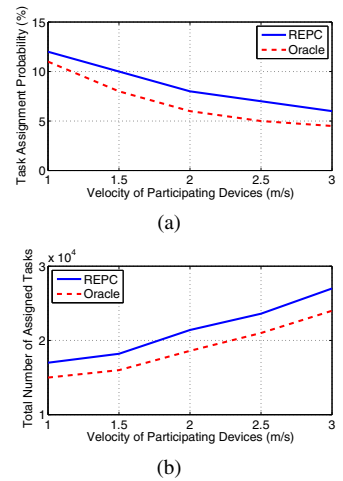 Task Assignment Probability (%)
15
10
5
0
REPC
Oracle
1 1.5 2 2.5 3
Velocity of Participating Devices (m/s)
(a)
Total Number of Assigned Tasks
x 10^4
3
2
1
REPC
Oracle
1 1.5 2 2.5 3
Velocity of Participating Devices (m/s)
(b)